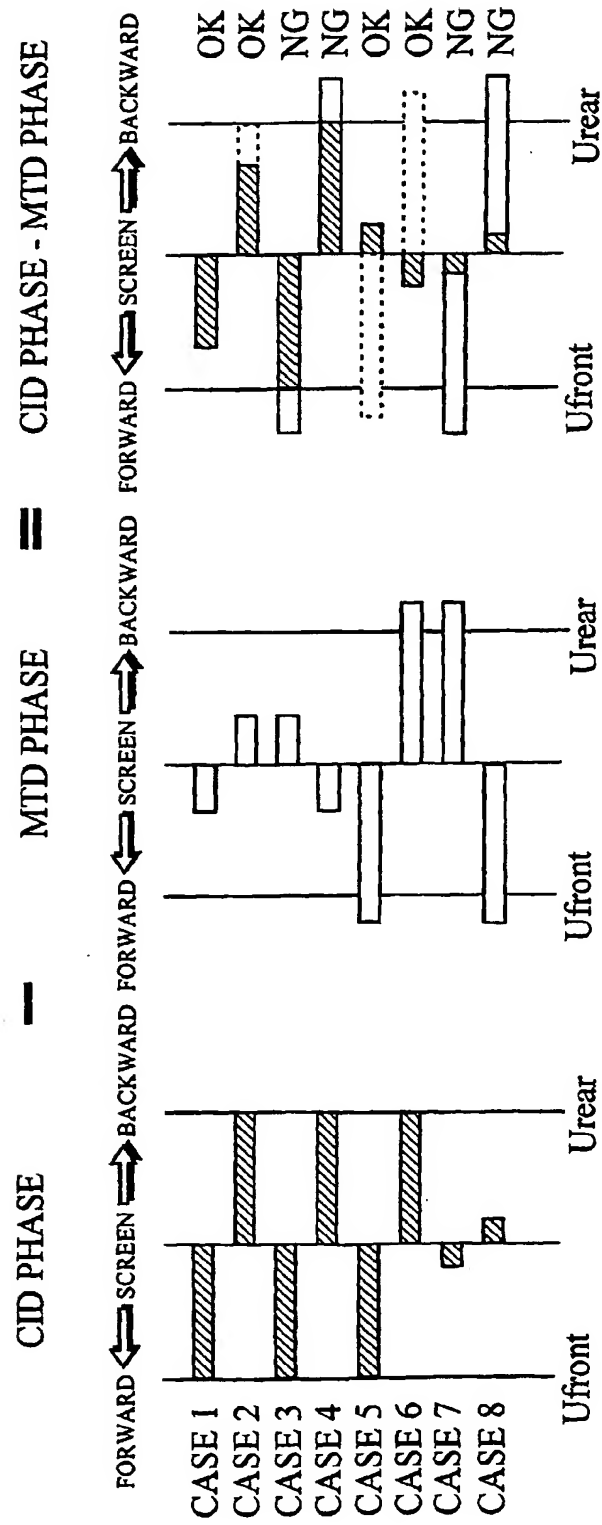 CID PHASE − MTD PHASE = CID PHASE - MTD PHASE
FORWARD SCREEN BACKWARD FORWARD SCREEN BACKWARD FORWARD SCREEN BACKWARD
CASE 1 OK
CASE 2 OK
CASE 3 NG
CASE 4 NG
CASE 5 OK
CASE 6 OK
CASE 7 NG
CASE 8 NG
Ufront Urear Ufront Urear Ufront Urear